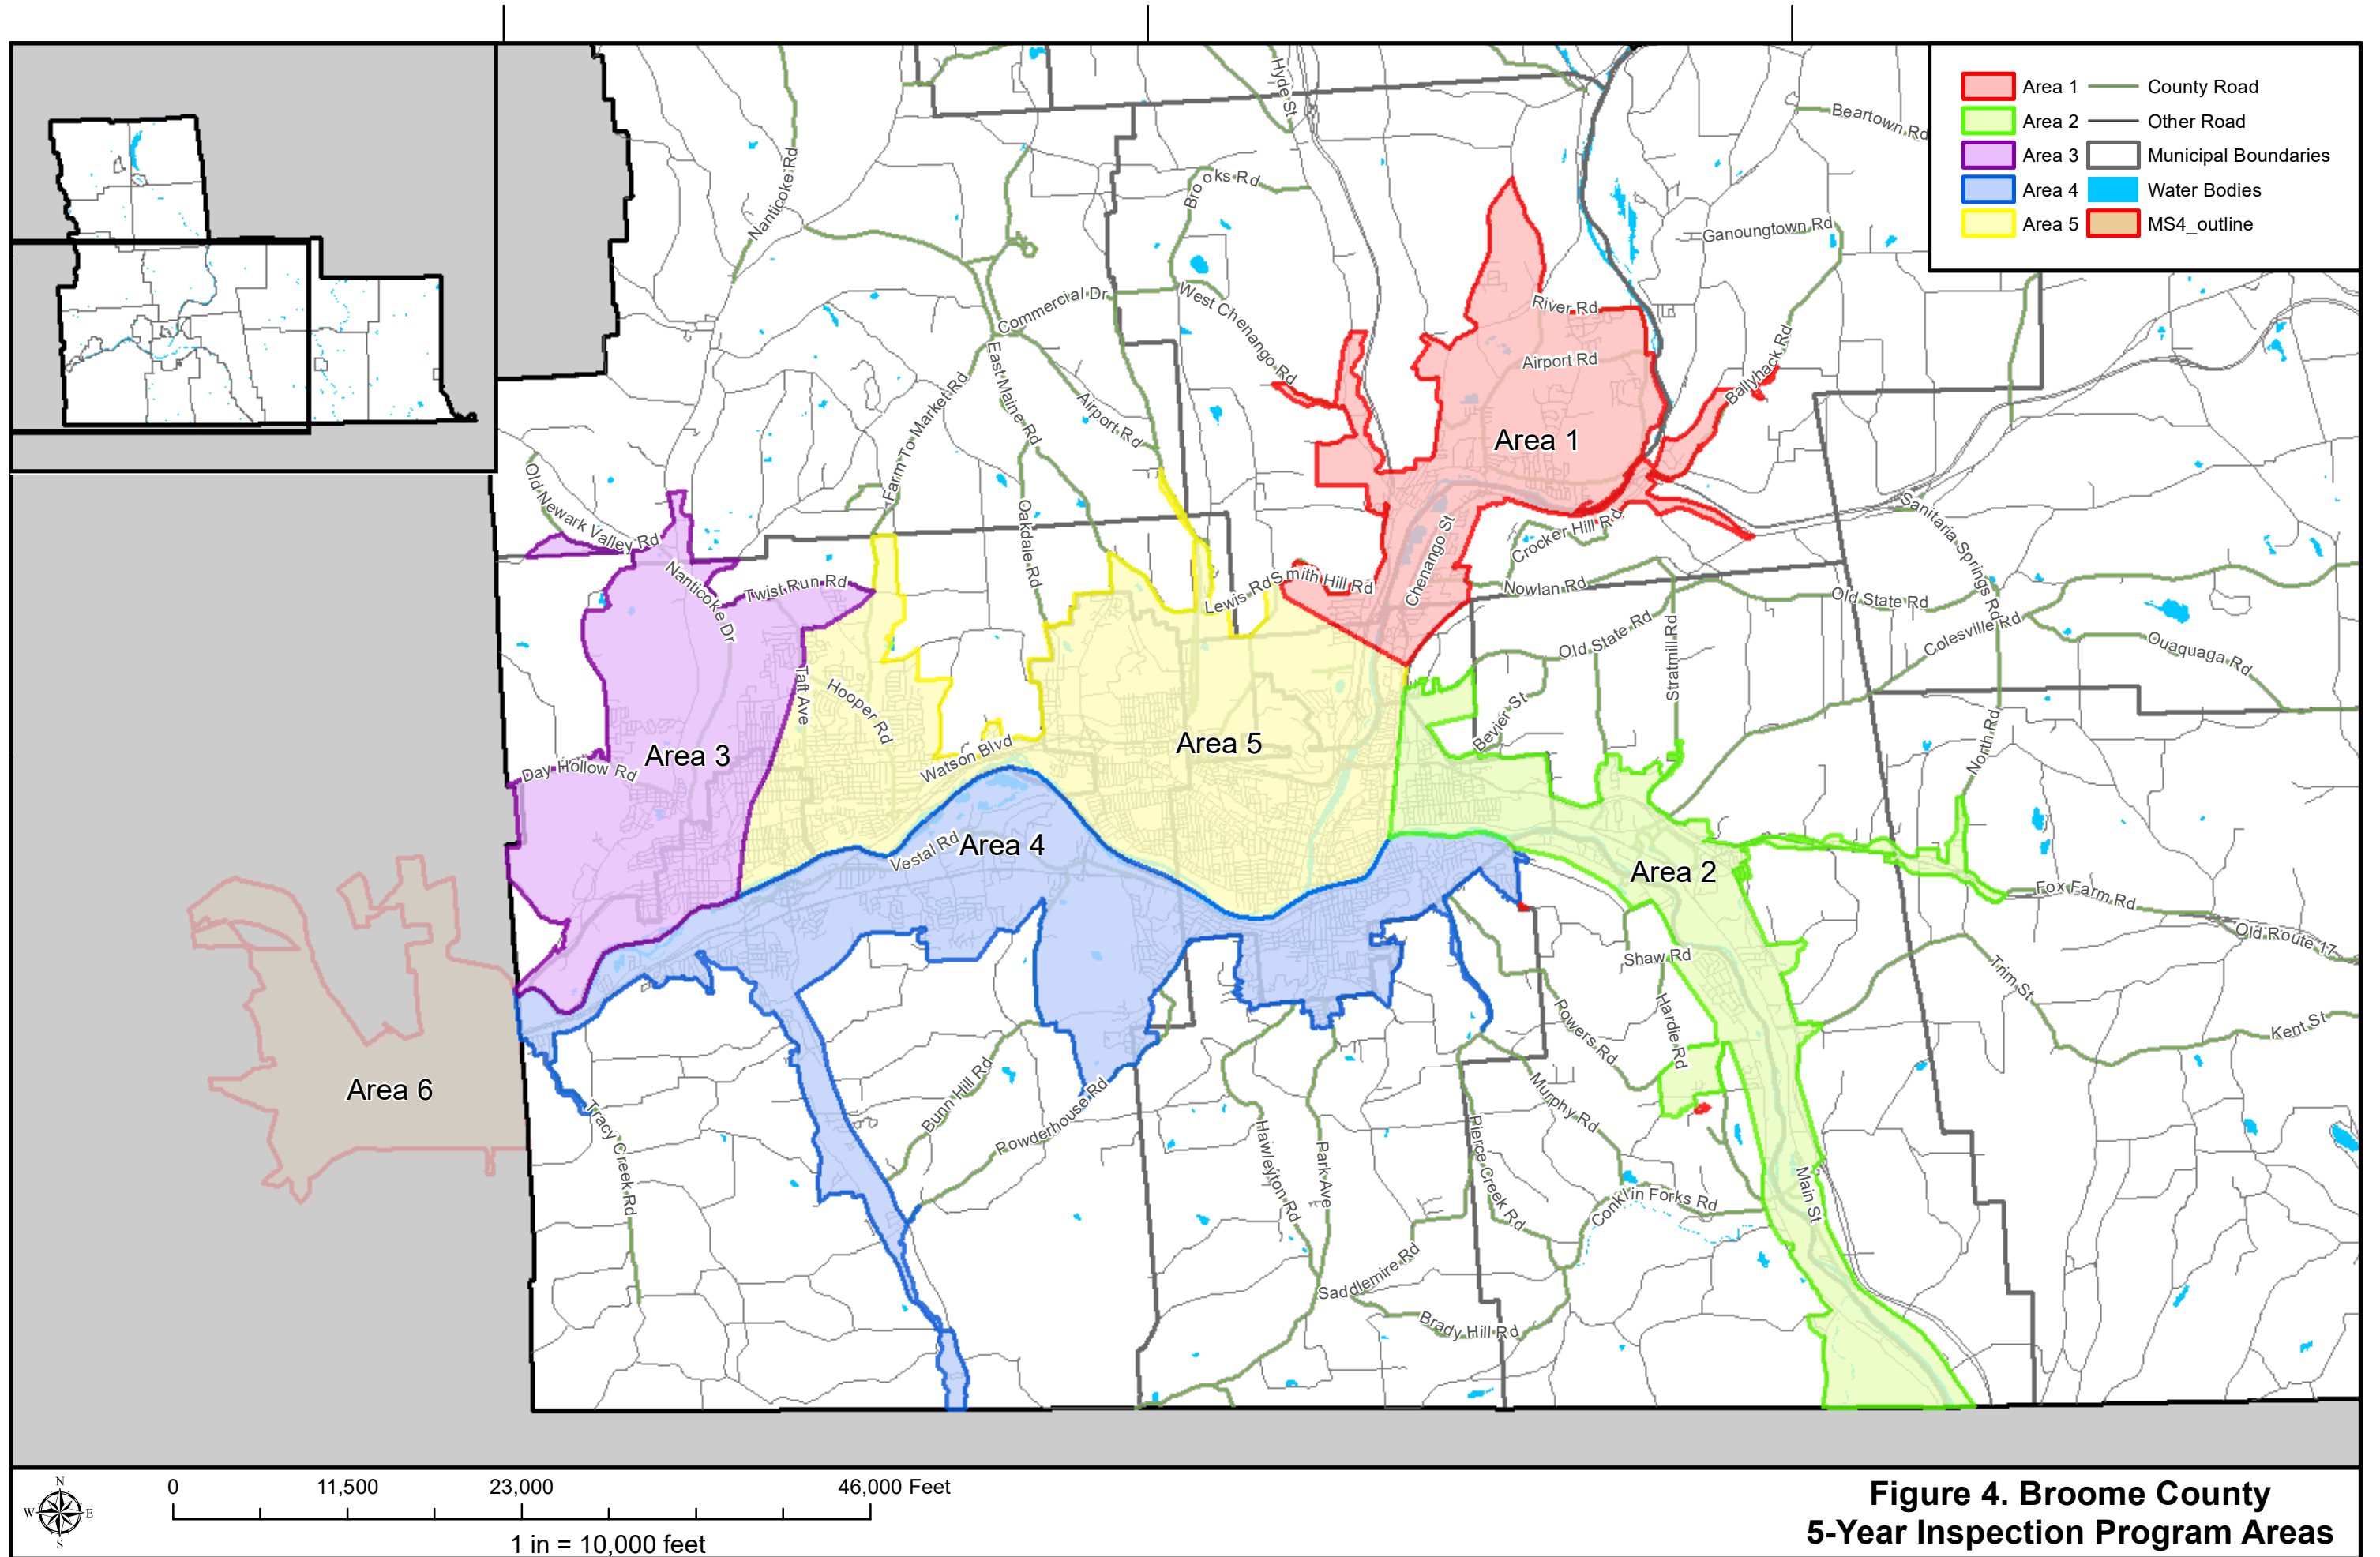 Area 1
Area 2
Area 3
Area 4
Area 5
County Road
Other Road
Municipal Boundaries
Water Bodies
MS4_outline
Hyde St
Beartown Rd
Nanticoke Rd
Brooks Rd
Ganoungtown Rd
Commercial Dr
West Chenango Rd
River Rd
Airport Rd
Ballyhack Rd
East Maine Rd
Farm To Market Rd
Airport Rd
Area 1
Old Newark Valley Rd
Oakdale Rd
Chenango St
Crocker Hill Rd
Sanitaria Springs Rd
Nanticoke Dr
Twist Run Rd
Lewis Rd
Smith Hill Rd
Nowlan Rd
Old State Rd
Old State Rd
Stratmill Rd
Colesville Rd
Ouaquaga Rd
Taft Ave
Hooper Rd
Bevier St
North Rd
Area 3
Area 5
Watson Blvd
Day Hollow Rd
Vestal Rd
Area 4
Area 2
Fox Farm Rd
Old Route 17
Shaw Rd
Trim St
Hardie Rd
Powers Rd
Kent St
Area 6
Tracy Creek Rd
Bunn Hill Rd
Powderhouse Rd
Murphy Rd
Hawleyton Rd
Park Ave
Pierce Creek Rd
Conklin Forks Rd
Main St
Saddlemire Rd
Brady Hill Rd
N
W
E
S
0
11,500
23,000
46,000 Feet
1 in = 10,000 feet
Figure 4. Broome County
5-Year Inspection Program Areas